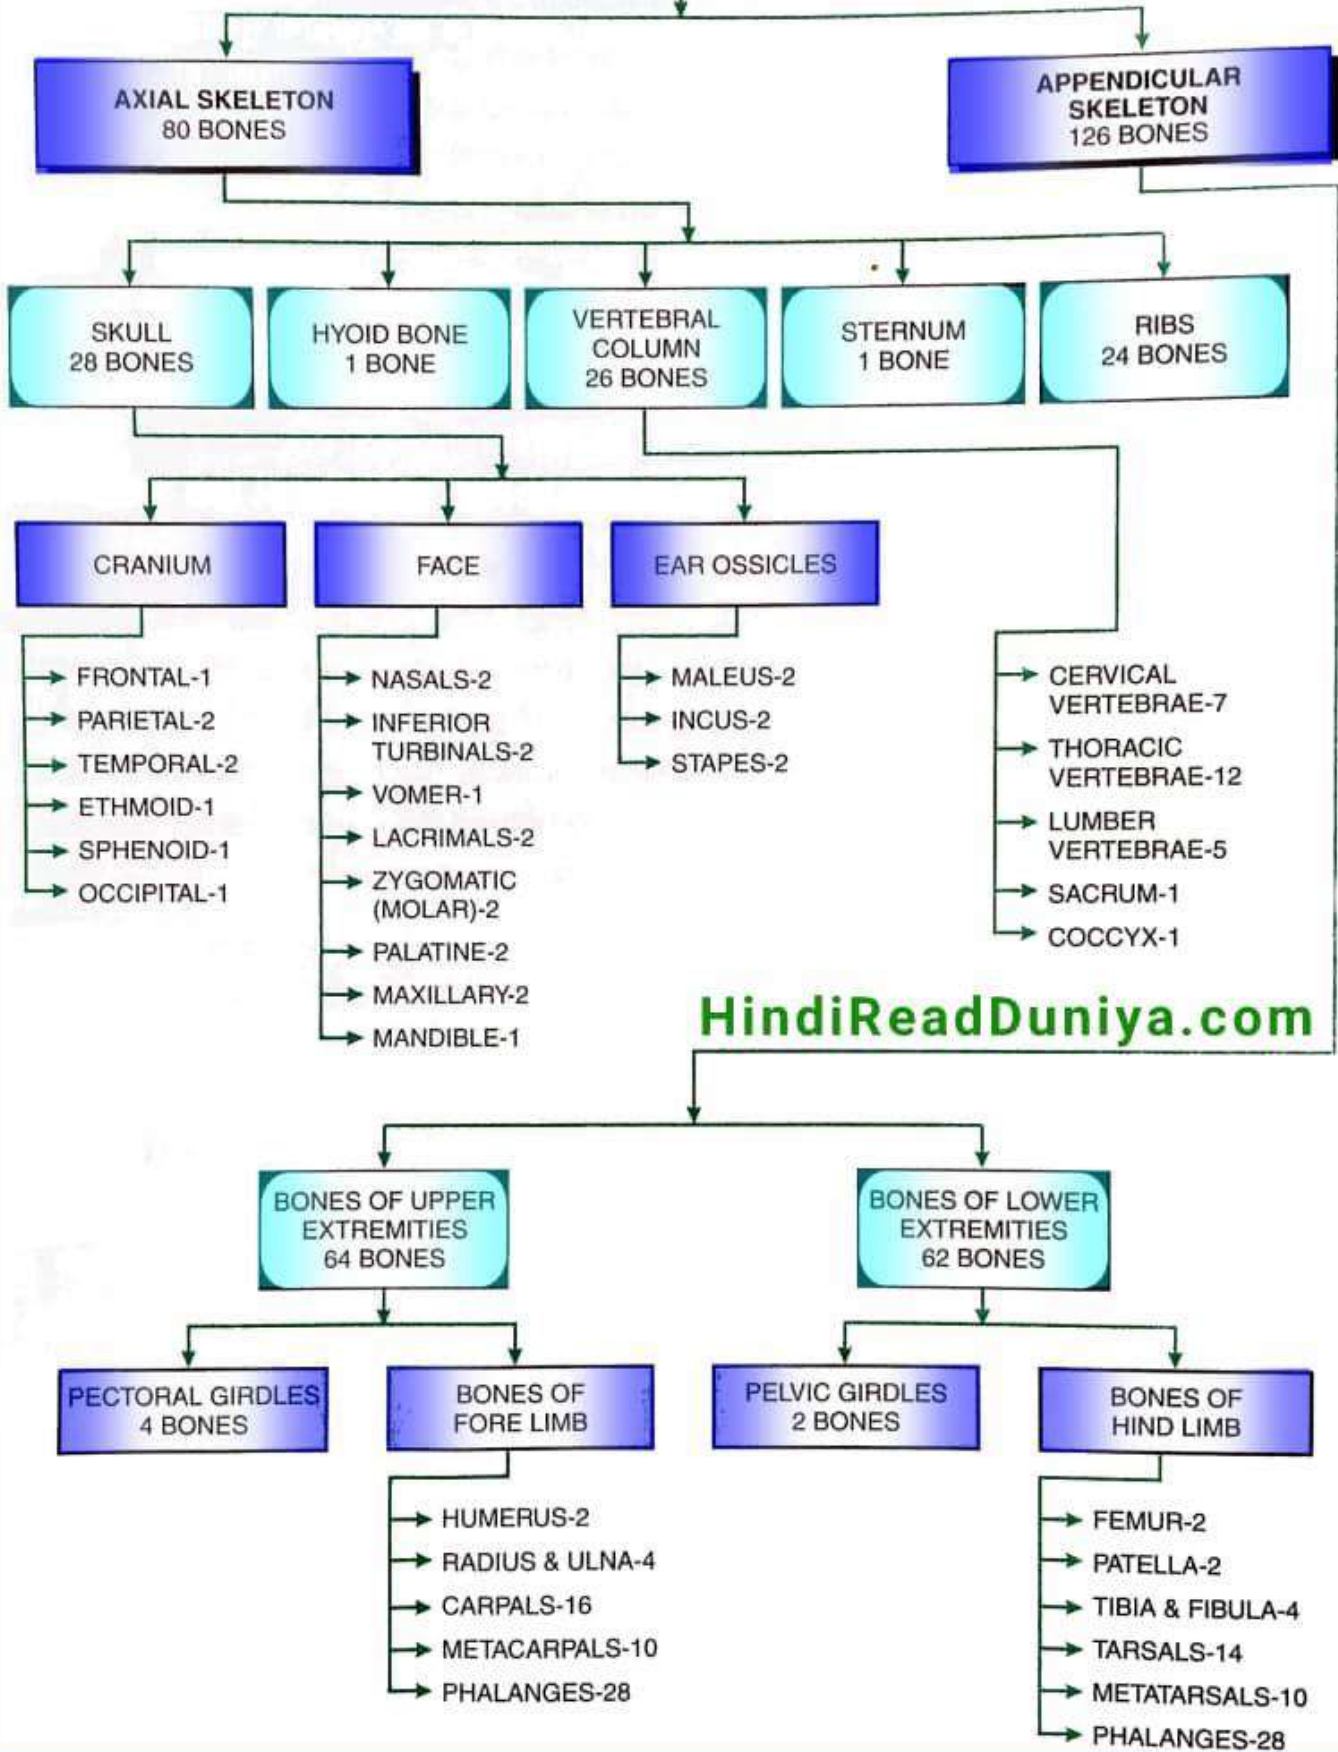 AXIAL SKELETON
80 BONES
APPENDICULAR
SKELETON
126 BONES
SKULL
28 BONES
HYOID BONE
1 BONE
VERTEBRAL
COLUMN
26 BONES
STERNUM
1 BONE
RIBS
24 BONES
CRANIUM
FACE
EAR OSSICLES
FRONTAL-1
PARIETAL-2
TEMPORAL-2
ETHMOID-1
SPHENOID-1
OCCIPITAL-1
NASALS-2
INFERIOR
TURBINALS-2
VOMER-1
LACRIMALS-2
ZYGOMATIC
(MOLAR)-2
PALATINE-2
MAXILLARY-2
MANDIBLE-1
MALEUS-2
INCUS-2
STAPES-2
CERVICAL
VERTEBRAE-7
THORACIC
VERTEBRAE-12
LUMBER
VERTEBRAE-5
SACRUM-1
COCCYX-1
HindiReadDuniya.com
BONES OF UPPER
EXTREMITIES
64 BONES
BONES OF LOWER
EXTREMITIES
62 BONES
PECTORAL GIRDLES
4 BONES
BONES OF
FORE LIMB
PELVIC GIRDLES
2 BONES
BONES OF
HIND LIMB
HUMERUS-2
RADIUS & ULNA-4
CARPALS-16
METACARPALS-10
PHALANGES-28
FEMUR-2
PATELLA-2
TIBIA & FIBULA-4
TARSALS-14
METATARSALS-10
PHALANGES-28